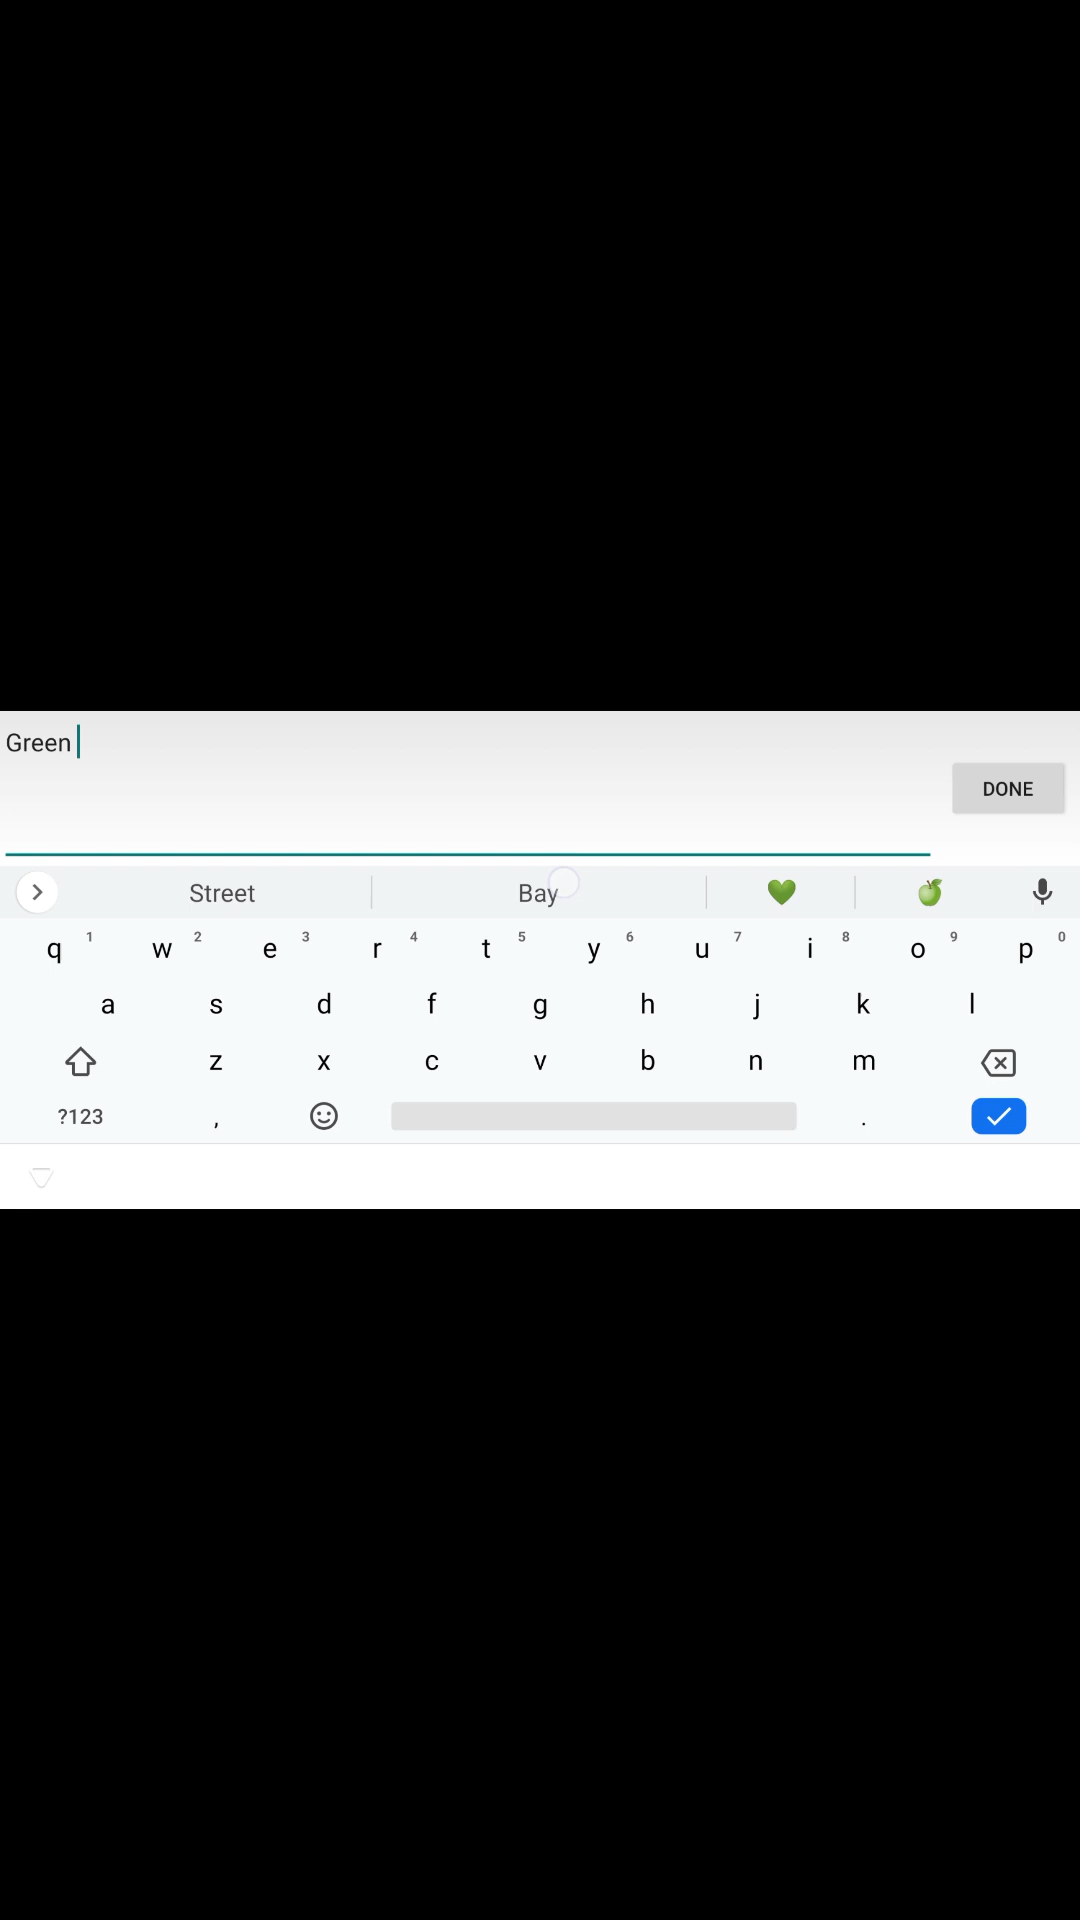 Green
DONE
Street Bay
q 1 w 2 e 3 r 4 t 5 y 6 u 7 i 8 o 9 p 0
a s d f g h j k l
z x c v b n m
?123 , .